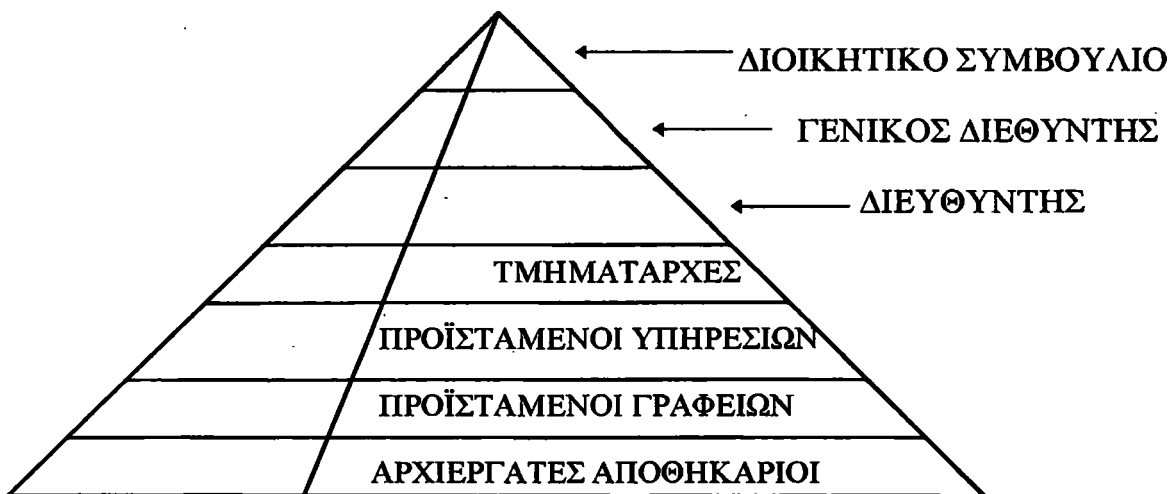 ΔΙΟΙΚΗΤΙΚΟ ΣΥΜΒΟΥΛΙΟ
ΓΕΝΙΚΟΣ ΔΙΕΘΥΝΤΗΣ
ΔΙΕΥΘΥΝΤΗΣ
ΤΜΗΜΑΤΑΡΧΕΣ
ΠΡΟΪΣΤΑΜΕΝΟΙ ΥΠΗΡΕΣΙΩΝ
ΠΡΟΪΣΤΑΜΕΝΟΙ ΓΡΑΦΕΙΩΝ
ΑΡΧΙΕΡΓΑΤΕΣ ΑΠΟΘΗΚΑΡΙΟΙ